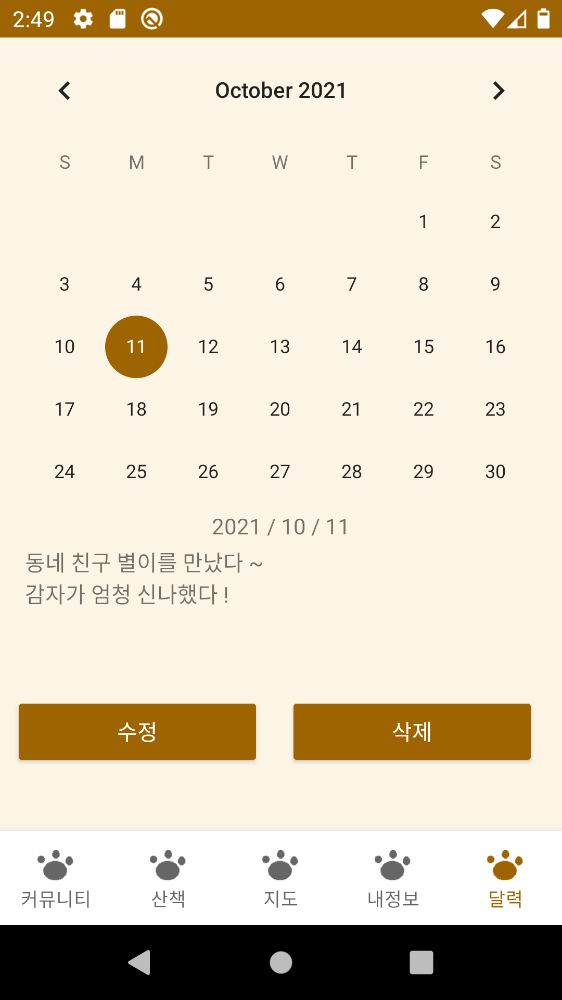 2:49
October 2021
S M T W T F S
1 2
3 4 5 6 7 8 9
10 11 12 13 14 15 16
17 18 19 20 21 22 23
24 25 26 27 28 29 30
2021 / 10 / 11
동네 친구 별이를 만났다 ~
감자가 엄청 신나했다 !
수정 삭제
커뮤니티 산책 지도 내정보 달력